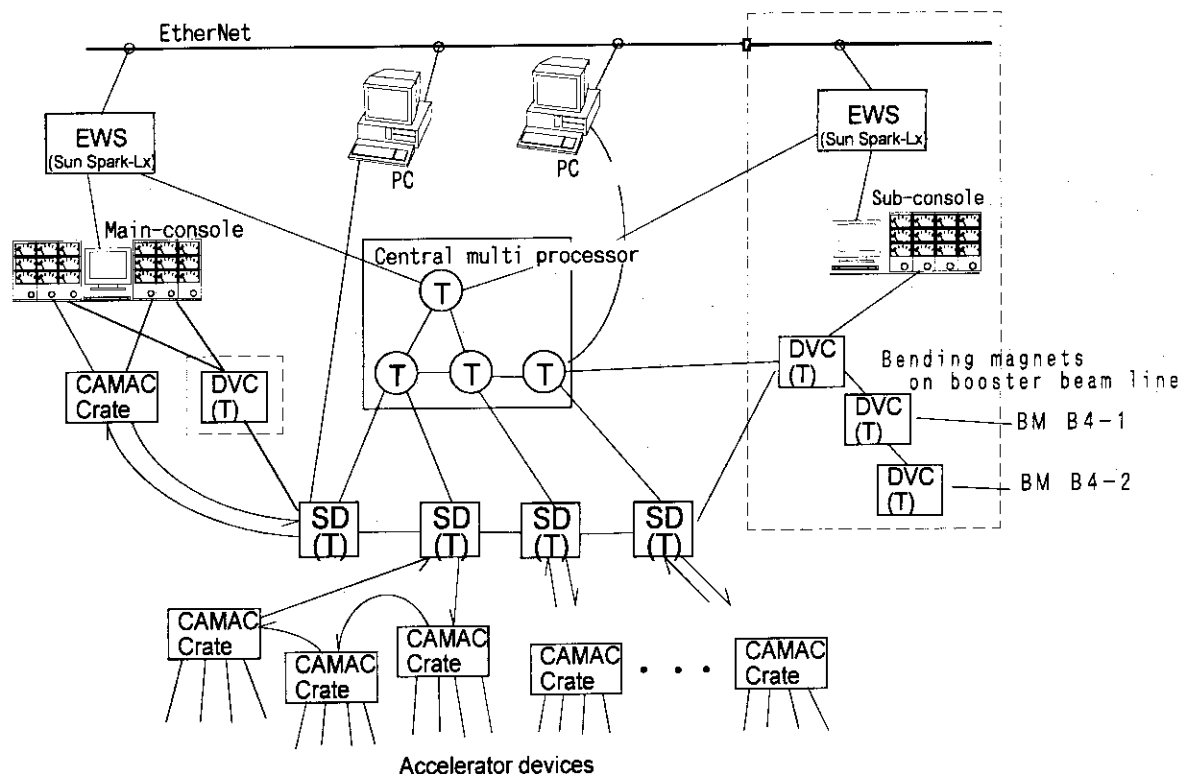 EtherNet
EWS
(Sun Spark-Lx)
PC
PC
EWS
(Sun Spark-Lx)
Main-console
Sub-console
Central multi processor
T
T
T
T
CAMAC
Crate
DVC
(T)
DVC
(T)
Bending magnets
on booster beam line
DVC
(T)
BM B4-1
DVC
(T)
BM B4-2
SD
(T)
SD
(T)
SD
(T)
SD
(T)
CAMAC
Crate
CAMAC
Crate
CAMAC
Crate
CAMAC
Crate
CAMAC
Crate
Accelerator devices